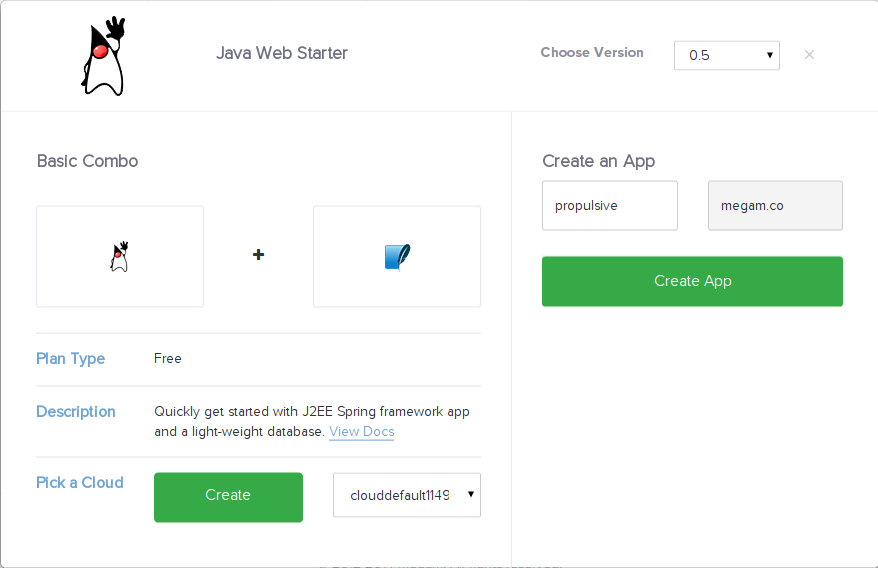 Java Web Starter
Choose Version
0.5
Basic Combo
+
Plan Type
Free
Description
Quickly get started with J2EE Spring framework app
and a light-weight database. View Docs
Pick a Cloud
Create
clouddefault1149
Create an App
propulsive
megam.co
Create App